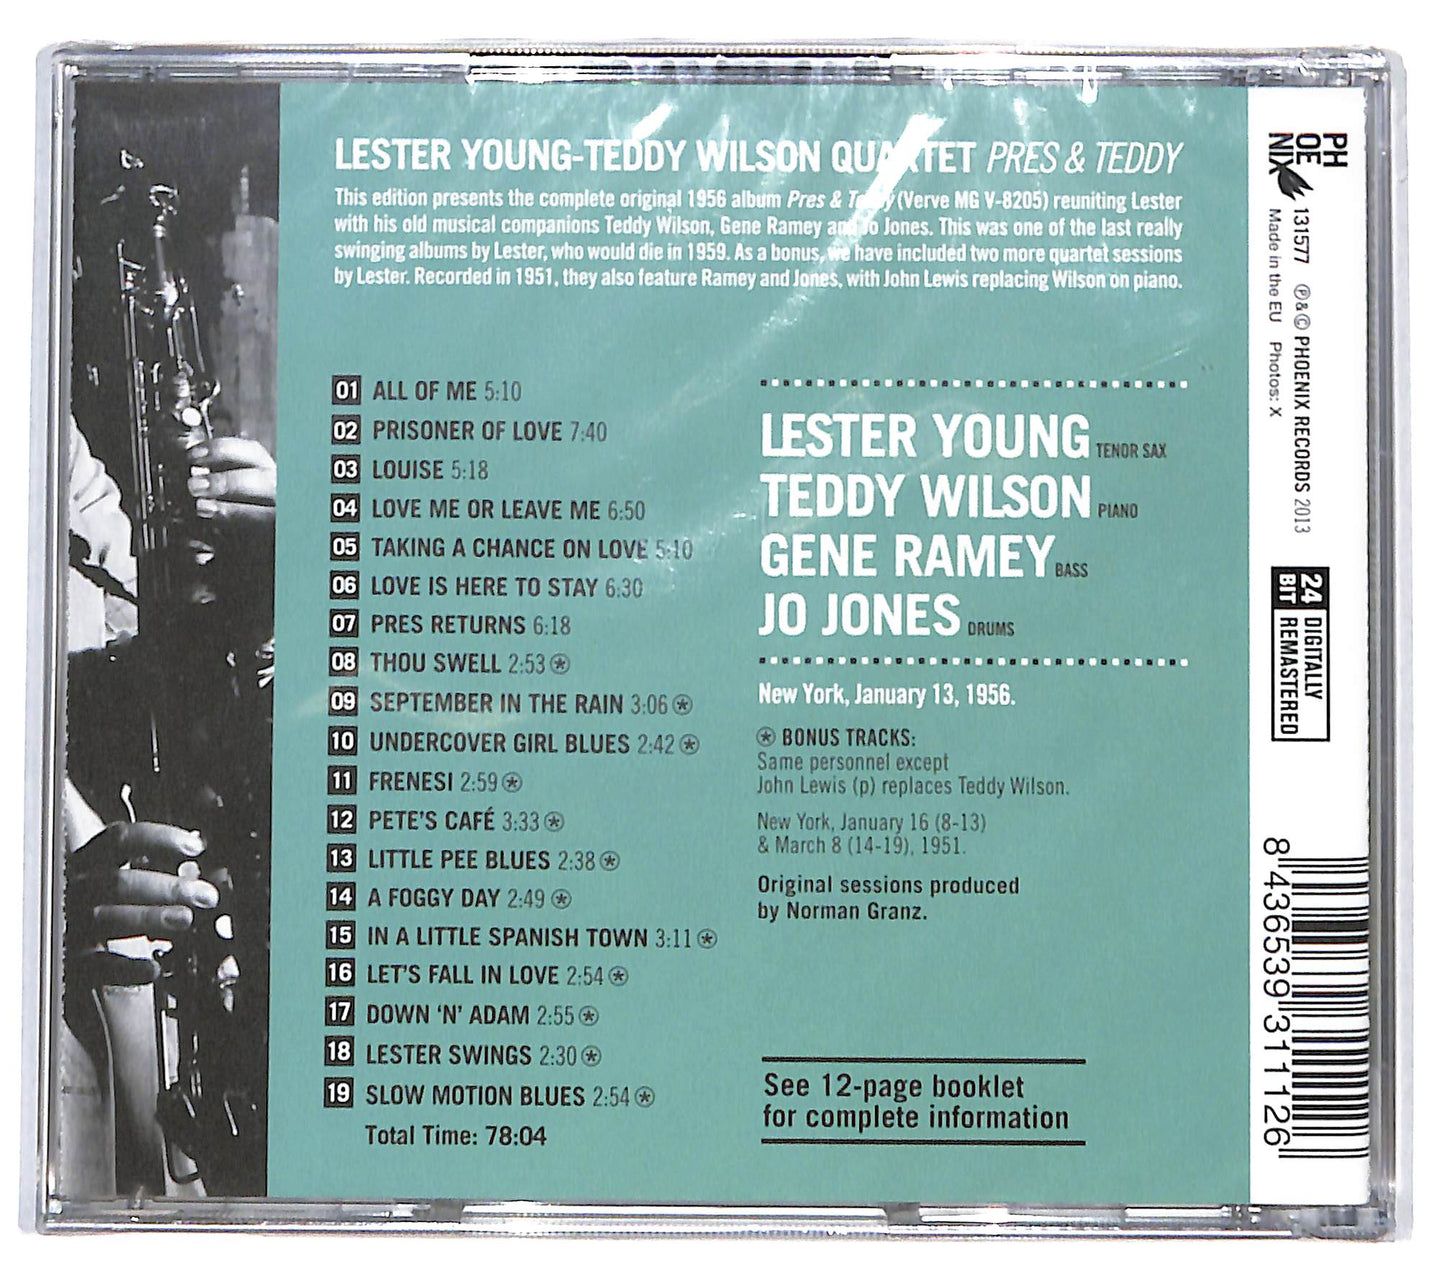 LESTER YOUNG-TEDDY WILSON QUARTET PRES & TEDDY
This edition presents the complete original 1956 album Pres & Teddy (Verve MG V-8205) reuniting Lester
with his old musical companions Teddy Wilson, Gene Ramey and Jo Jones. This was one of the last really
swinging albums by Lester, who would die in 1959. As a bonus, we have included two more quartet sessions
by Lester. Recorded in 1951, they also feature Ramey and Jones, with John Lewis replacing Wilson on piano.
01 ALL OF ME 5:10
02 PRISONER OF LOVE 7:40
03 LOUISE 5:18
04 LOVE ME OR LEAVE ME 6:50
05 TAKING A CHANCE ON LOVE 5:10
06 LOVE IS HERE TO STAY 6:30
07 PRES RETURNS 6:18
08 THOU SWELL 2:53 ⊛
09 SEPTEMBER IN THE RAIN 3:06 ⊛
10 UNDERCOVER GIRL BLUES 2:42 ⊛
11 FRENESI 2:59 ⊛
12 PETE'S CAFÉ 3:33 ⊛
13 LITTLE PEE BLUES 2:38 ⊛
14 A FOGGY DAY 2:49 ⊛
15 IN A LITTLE SPANISH TOWN 3:11 ⊛
16 LET'S FALL IN LOVE 2:54 ⊛
17 DOWN 'N' ADAM 2:55 ⊛
18 LESTER SWINGS 2:30 ⊛
19 SLOW MOTION BLUES 2:54 ⊛
Total Time: 78:04
LESTER YOUNG TENOR SAX
TEDDY WILSON PIANO
GENE RAMEY BASS
JO JONES DRUMS
New York, January 13, 1956.
⊛ BONUS TRACKS:
Same personnel except
John Lewis (p) replaces Teddy Wilson.
New York, January 16 (8-13)
& March 8 (14-19), 1951.
Original sessions produced
by Norman Granz.
See 12-page booklet
for complete information
PH
OE
NIX
131577 ℗&© PHOENIX RECORDS 2013
Made in the EU Photos: X
24 BIT
DIGITALLY
REMASTERED
8 436539 311126